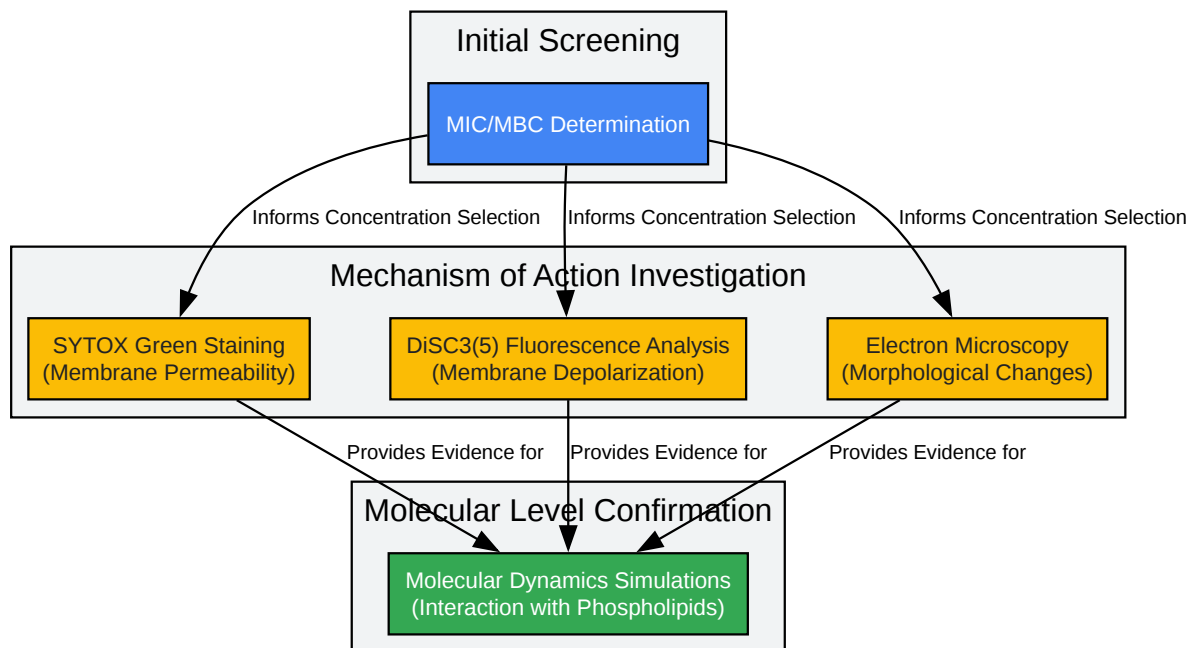 Initial Screening
MIC/MBC Determination
Informs Concentration Selection
Informs Concentration Selection
Informs Concentration Selection
Mechanism of Action Investigation
SYTOX Green Staining
(Membrane Permeability)
DiSC3(5) Fluorescence Analysis
(Membrane Depolarization)
Electron Microscopy
(Morphological Changes)
Provides Evidence for
Provides Evidence for
Provides Evidence for
Molecular Level Confirmation
Molecular Dynamics Simulations
(Interaction with Phospholipids)